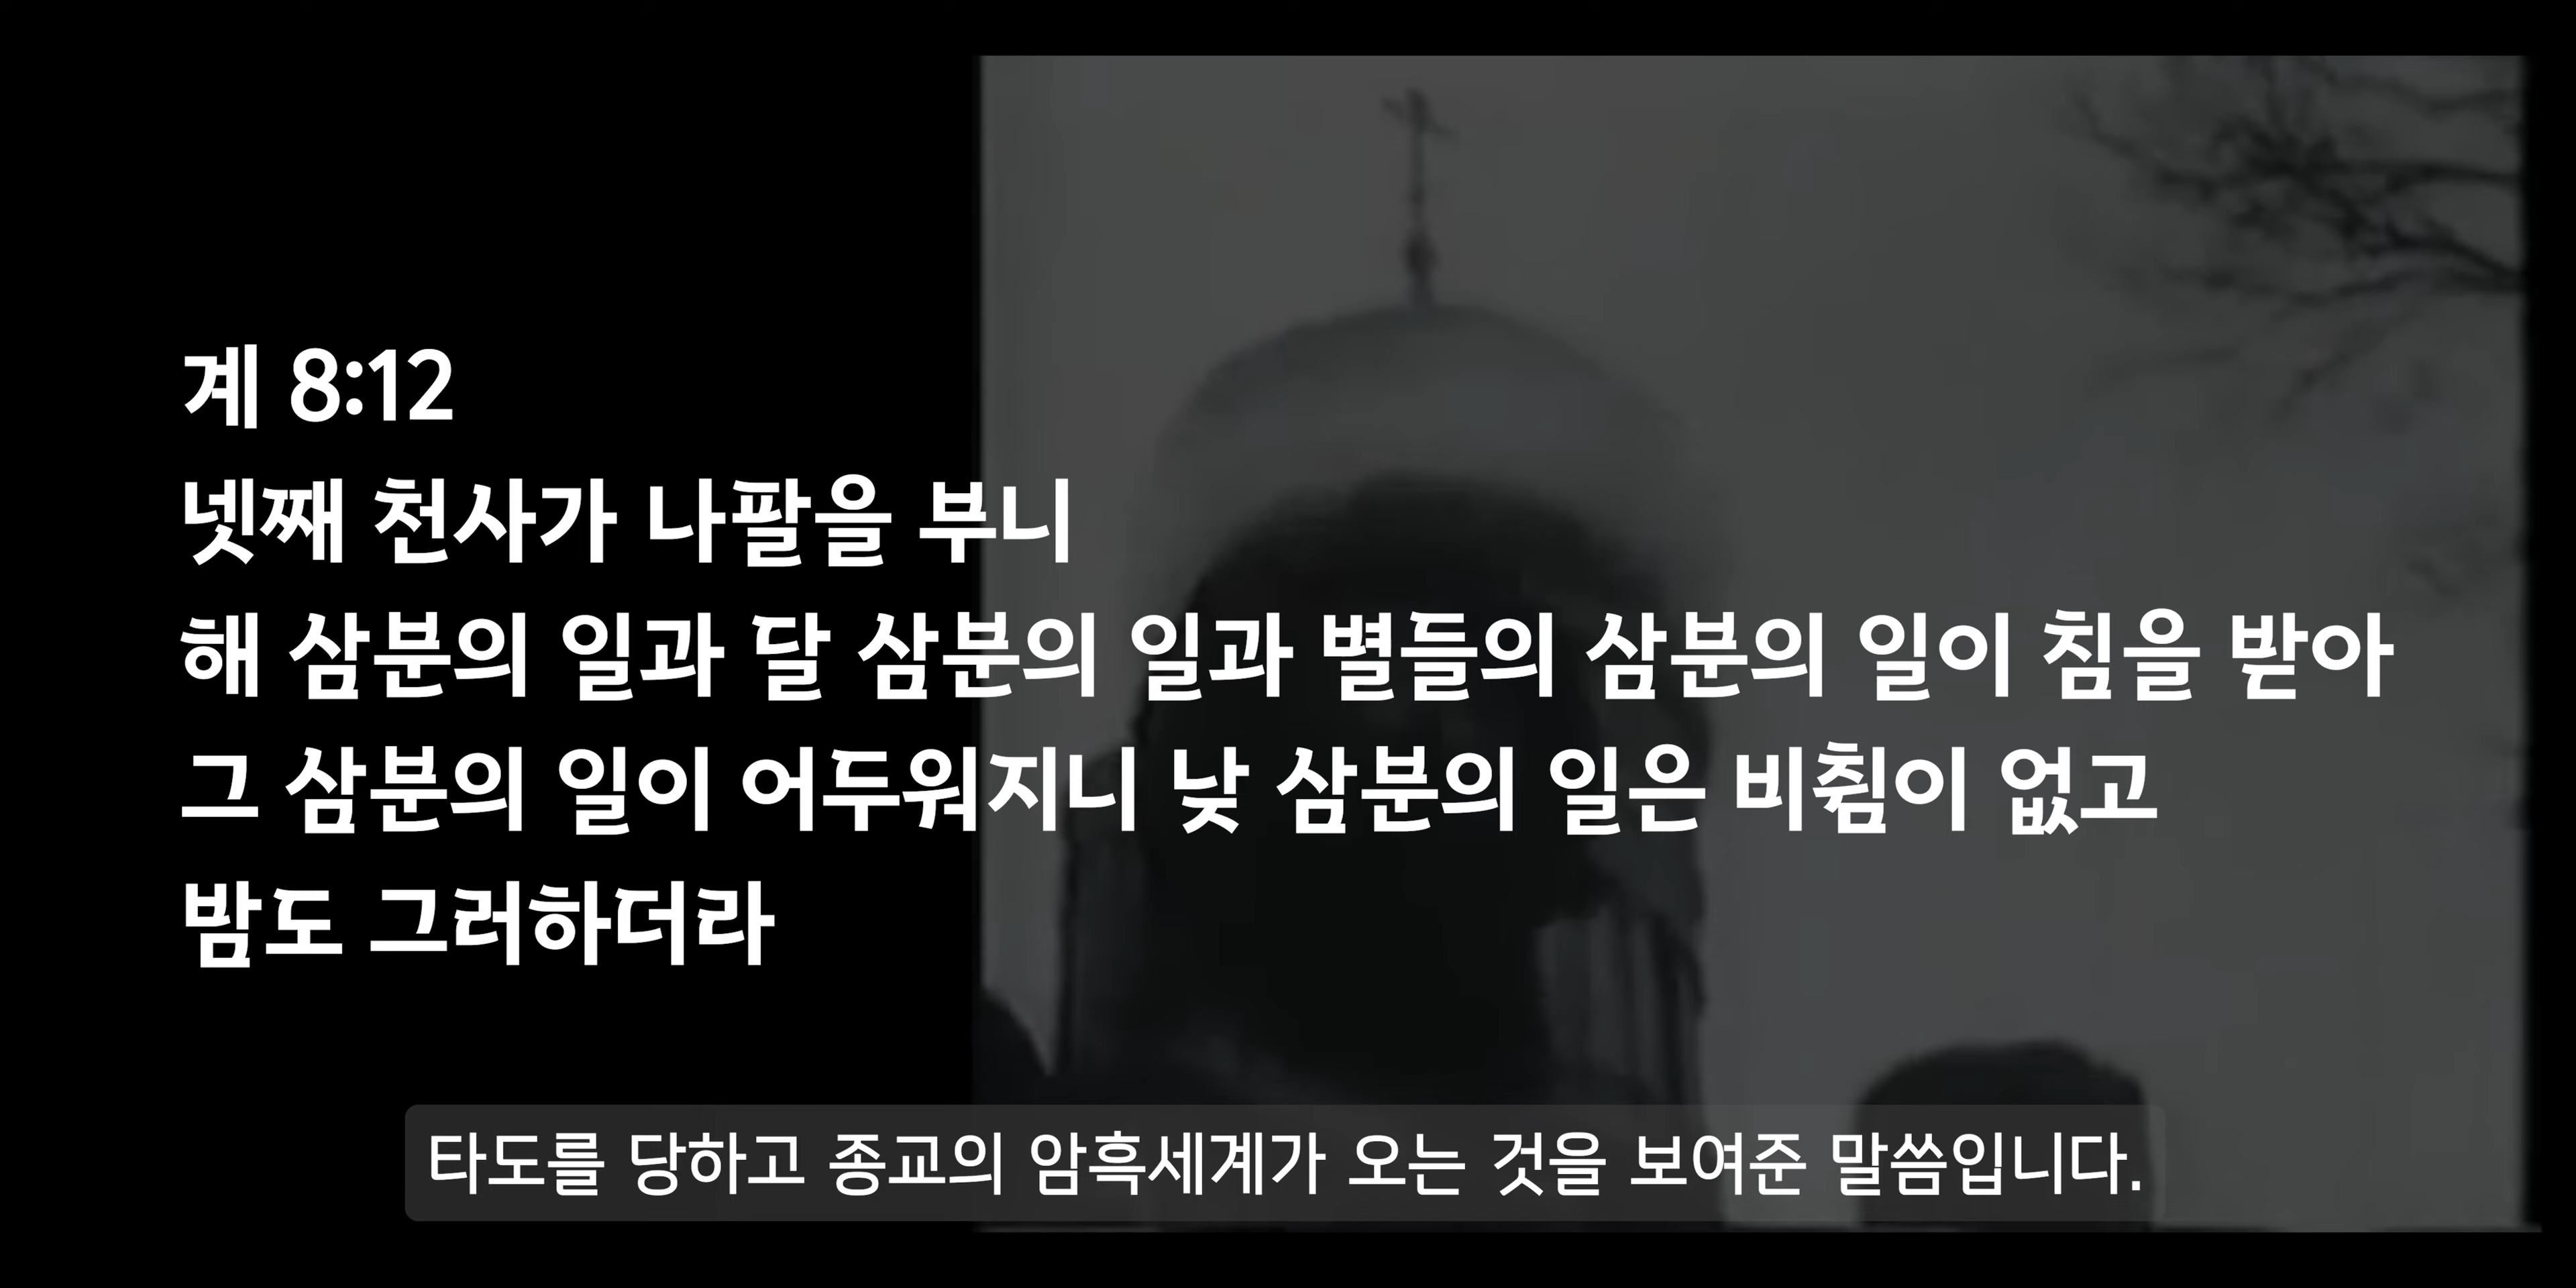 계 8:12
넷째 천사가 나팔을 부니
해 삼분의 일과 달 삼분의 일과 별들의 삼분의 일이 침을 받아
그 삼분의 일이 어두워지니 낮 삼분의 일은 비췸이 없고
밤도 그러하더라
타도를 당하고 종교의 암흑세계가 오는 것을 보여준 말씀입니다.